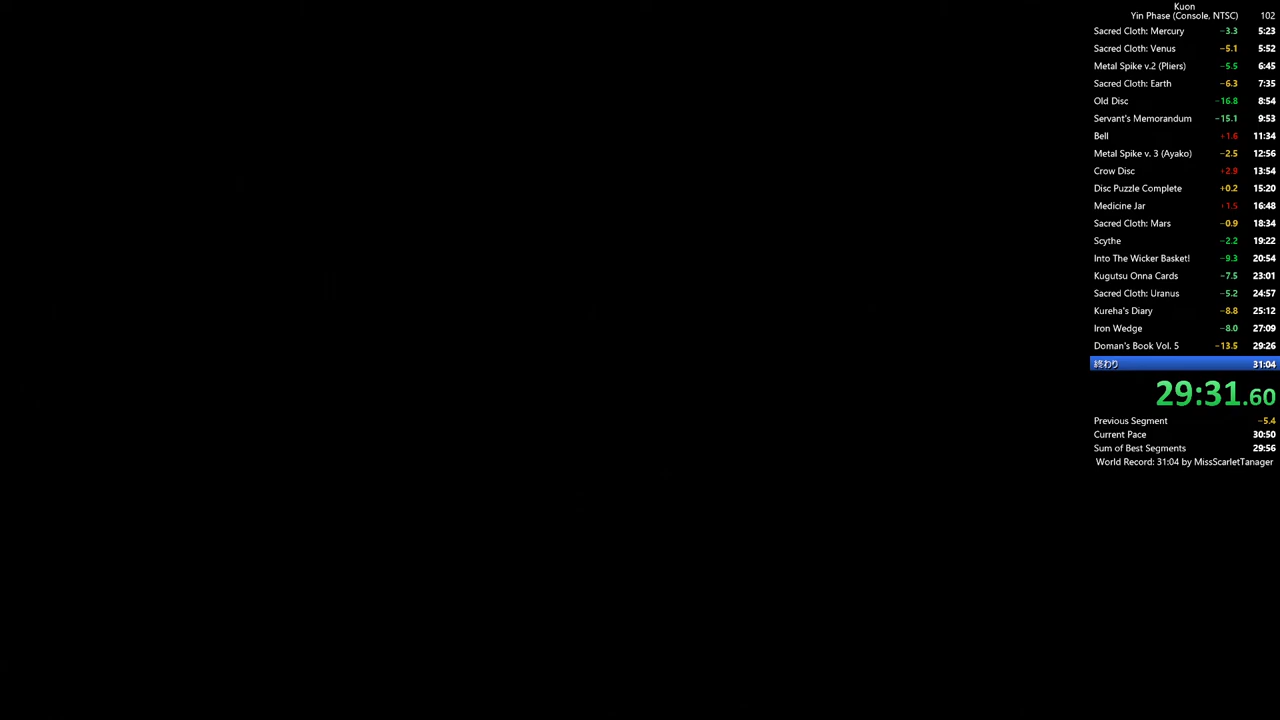 Kuon
Yin Phase (Console, NTSC) 102
Sacred Cloth: Mercury −3.3 5:23
Sacred Cloth: Venus −5.1 5:52
Metal Spike v.2 (Pliers) −5.5 6:45
Sacred Cloth: Earth −6.3 7:35
Old Disc −16.8 8:54
Servant's Memorandum −15.1 9:53
Bell +1.6 11:34
Metal Spike v. 3 (Ayako) −2.5 12:56
Crow Disc +2.9 13:54
Disc Puzzle Complete +0.2 15:20
Medicine Jar +1.5 16:48
Sacred Cloth: Mars −0.9 18:34
Scythe −2.2 19:22
Into The Wicker Basket! −9.3 20:54
Kugutsu Onna Cards −7.5 23:01
Sacred Cloth: Uranus −5.2 24:57
Kureha's Diary −8.8 25:12
Iron Wedge −8.0 27:09
Doman's Book Vol. 5 −13.5 29:26
終わり 31:04
29:31.60
Previous Segment −5.4
Current Pace 30:50
Sum of Best Segments 29:56
World Record: 31:04 by MissScarletTanager